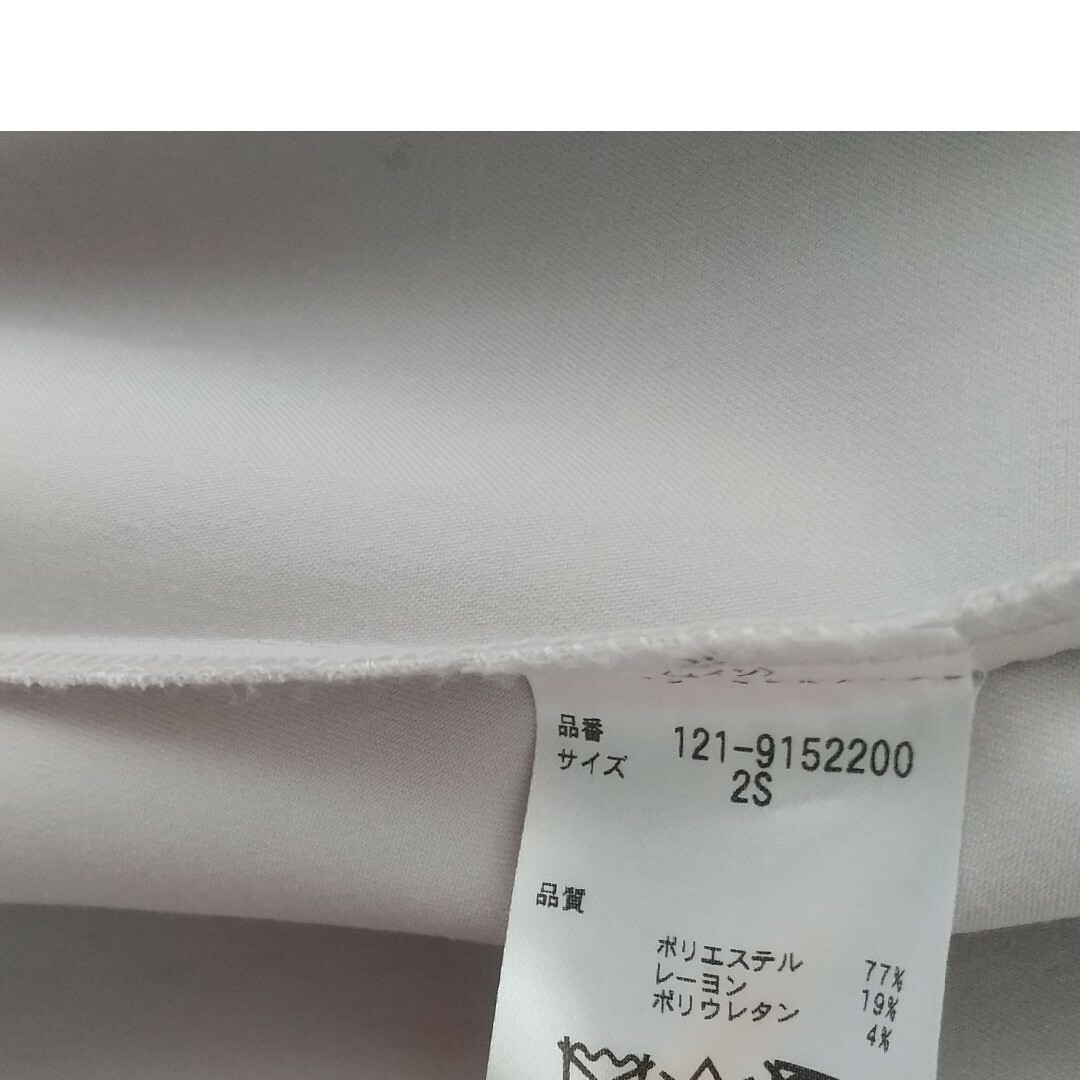 品番 121-9152200
サイズ 2S
品質
ポリエステル 77%
レーヨン 19%
ポリウレタン 4%